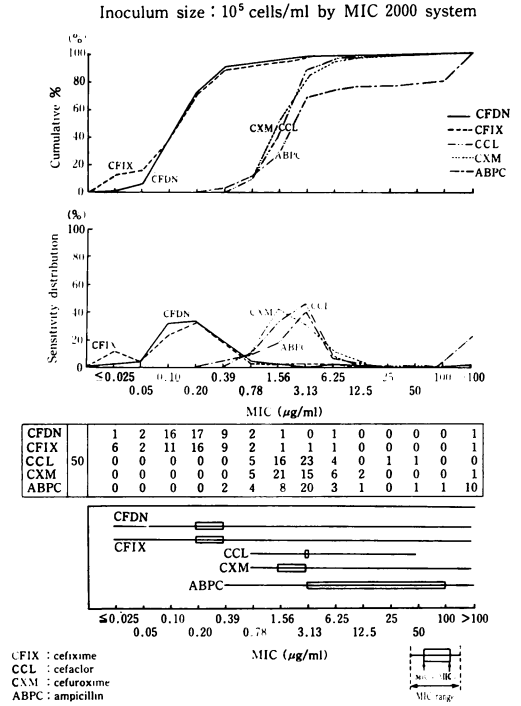 Inoculum size: 10⁵ cells/ml by MIC 2000 system
(%)
Cumulative %
100
80
60
40
20
0
CFIX
CFDN
CXM
CCL
ABPC
CFDN
CFIX
CCL
CXM
ABPC
(%)
Sensitivity distribution
100
80
60
40
20
0
CFIX
CFDN
CXM
CCL
ABPC
≤0.025 0.10 0.39 1.56 6.25 25 100 >100
0.05 0.20 0.78 3.13 12.5 50
MIC (μg/ml)
CFDN 1 2 16 17 9 2 1 0 1 0 0 0 0 1
CFIX 6 2 11 16 9 2 1 1 1 0 0 0 0 1
CCL 50 0 0 0 0 0 5 16 23 4 0 1 1 0 0
CXM 0 0 0 0 0 5 21 15 6 2 0 0 0 1
ABPC 0 0 0 0 2 4 8 20 3 1 0 1 1 10
CFDN
CFIX
CCL
CXM
ABPC
≤0.025 0.10 0.39 1.56 6.25 25 100 >100
0.05 0.20 0.78 3.13 12.5 50
MIC (μg/ml)
CFIX : cefixime
CCL : cefaclor
CXM : cefuroxime
ABPC : ampicillin
MIC
MIC range